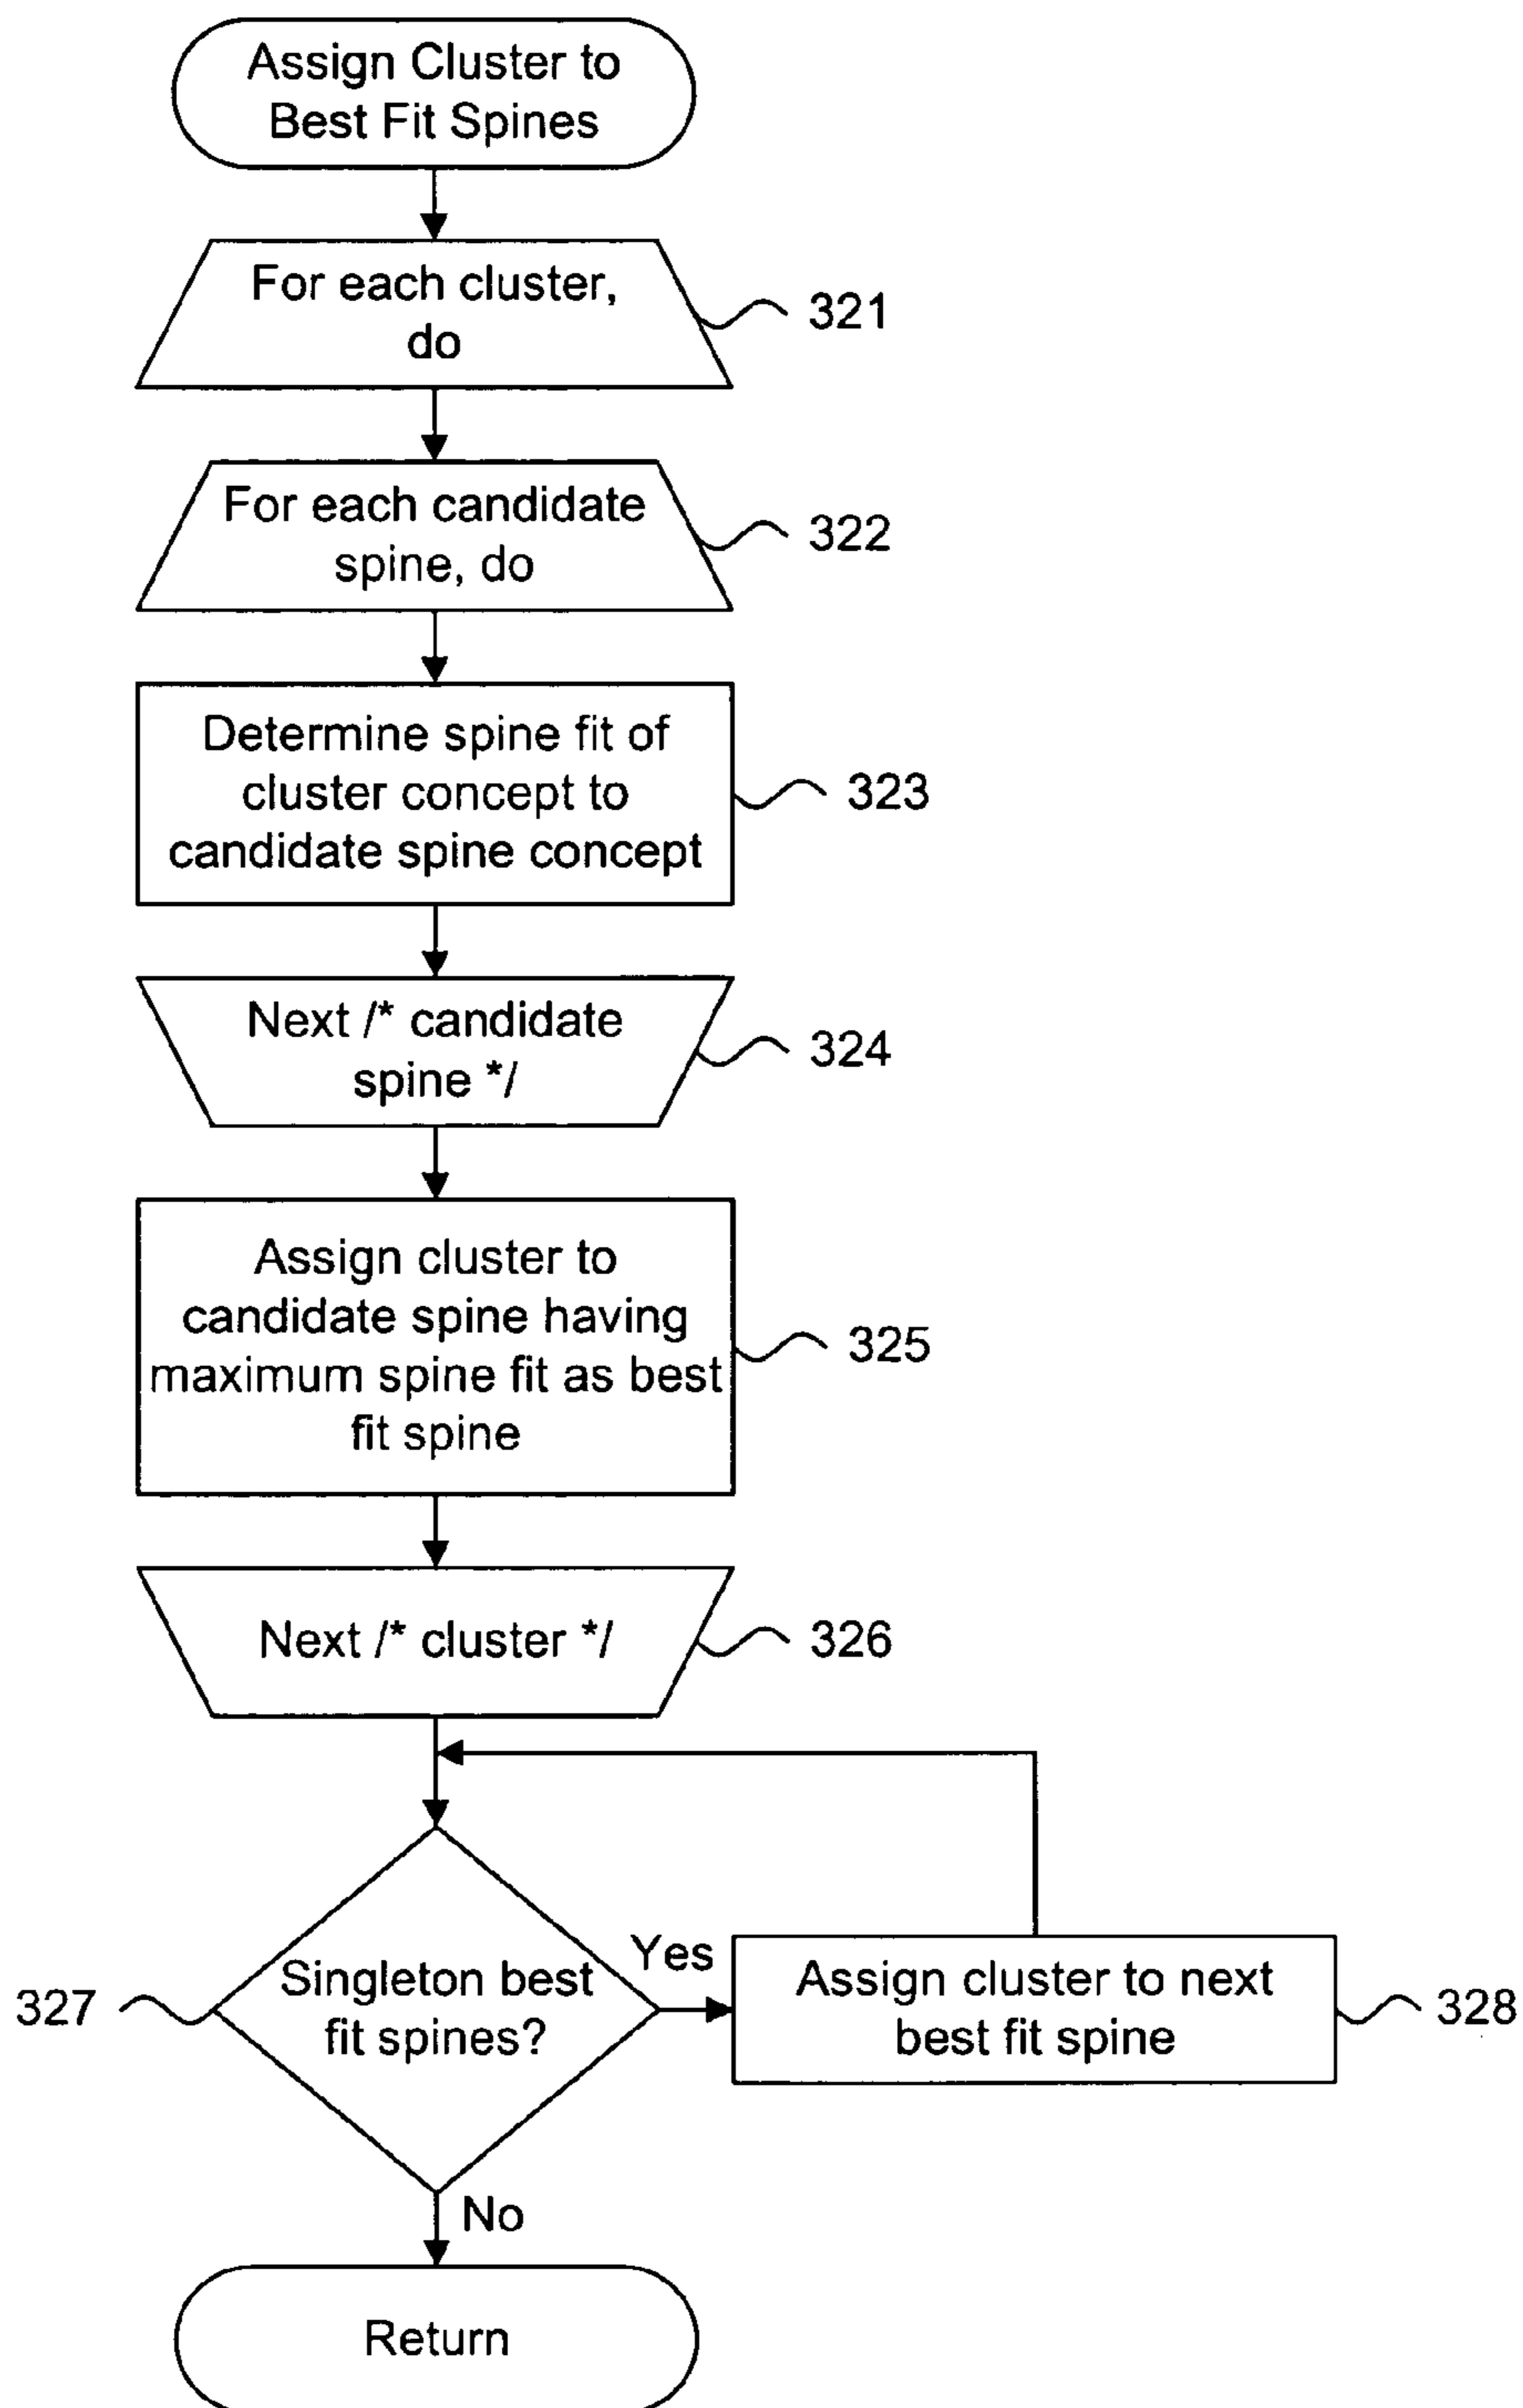 Assign Cluster to
Best Fit Spines
For each cluster,
do
321
For each candidate
spine, do
322
Determine spine fit of
cluster concept to
candidate spine concept
323
Next /* candidate
spine */
324
Assign cluster to
candidate spine having
maximum spine fit as best
fit spine
325
Next /* cluster */
326
327
Singleton best
fit spines?
Yes
Assign cluster to next
best fit spine
328
No
Return